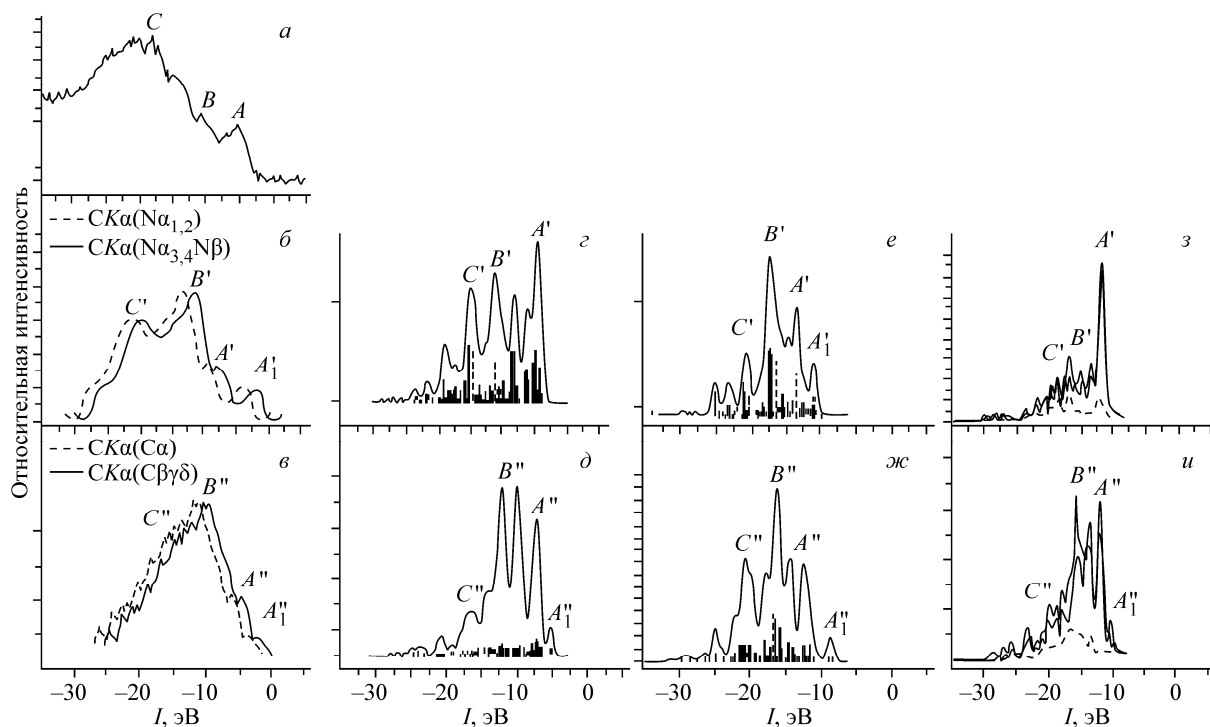 Относительная интенсивность
а
C
B
A
CKα(Nα1,2)
CKα(Nα3,4Nβ)
б
C'
B'
A'
A'1
г
C'
B'
A'
е
C'
B'
A'
A'1
з
C'
B'
A'
CKα(Cα)
CKα(Cβγδ)
в
C"
B"
A"
A"1
д
C"
B"
A"
A"1
ж
C"
B"
A"
A"1
и
C"
B"
A"
A"1
–30 –20 –10 0
–30 –20 –10 0
–30 –20 –10 0
–30 –20 –10 0
I, эВ
I, эВ
I, эВ
I, эВ